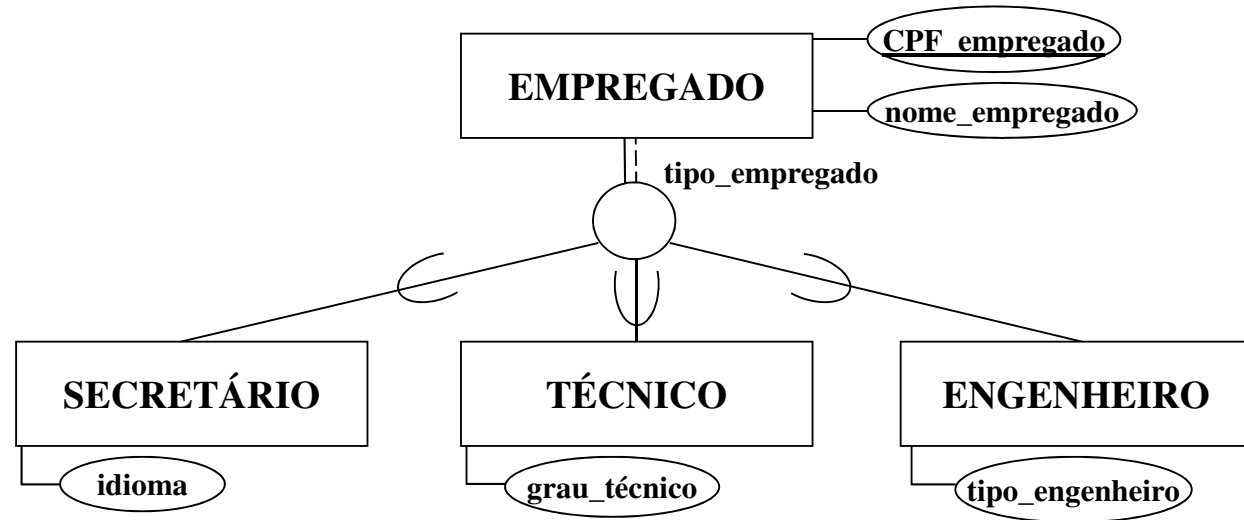 CPF_empregado
EMPREGADO
nome_empregado
tipo_empregado
SECRETÁRIO
TÉCNICO
ENGENHEIRO
idioma
grau_técnico
tipo_engenheiro